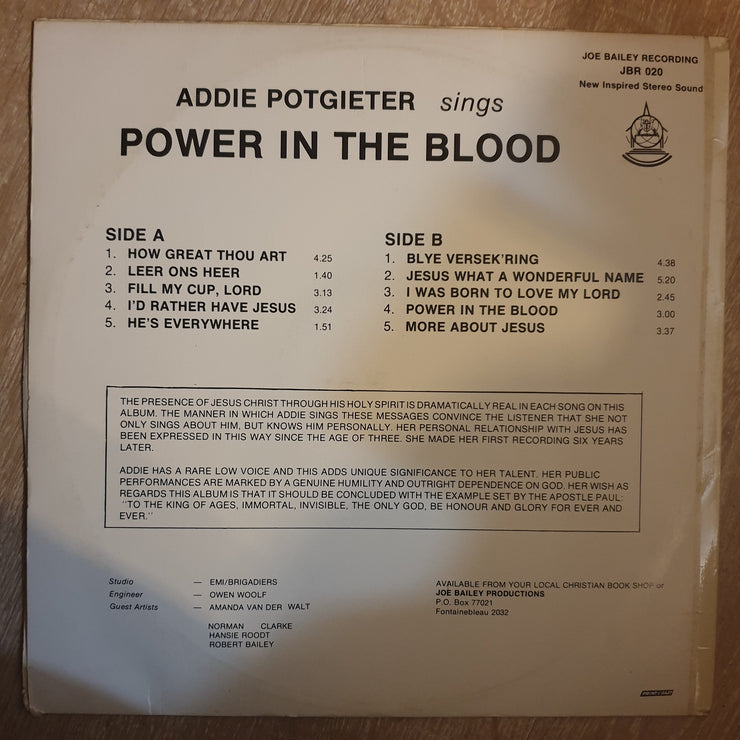 JOE BAILEY RECORDING
JBR 020
New Inspired Stereo Sound
ADDIE POTGIETER sings
POWER IN THE BLOOD
SIDE A
1. HOW GREAT THOU ART 4.25
2. LEER ONS HEER 1.40
3. FILL MY CUP, LORD 3.13
4. I'D RATHER HAVE JESUS 3.24
5. HE'S EVERYWHERE 1.51
SIDE B
1. BLYE VERSEK'RING 4.38
2. JESUS WHAT A WONDERFUL NAME 5.20
3. I WAS BORN TO LOVE MY LORD 2.45
4. POWER IN THE BLOOD 3.00
5. MORE ABOUT JESUS 3.37
THE PRESENCE OF JESUS CHRIST THROUGH HIS HOLY SPIRIT IS DRAMATICALLY REAL IN EACH SONG ON THIS
ALBUM. THE MANNER IN WHICH ADDIE SINGS THESE MESSAGES CONVINCE THE LISTENER THAT SHE NOT
ONLY SINGS ABOUT HIM, BUT KNOWS HIM PERSONALLY. HER PERSONAL RELATIONSHIP WITH JESUS HAS
BEEN EXPRESSED IN THIS WAY SINCE THE AGE OF THREE. SHE MADE HER FIRST RECORDING SIX YEARS
LATER.
ADDIE HAS A RARE LOW VOICE AND THIS ADDS UNIQUE SIGNIFICANCE TO HER TALENT. HER PUBLIC
PERFORMANCES ARE MARKED BY A GENUINE HUMILITY AND OUTRIGHT DEPENDENCE ON GOD. HER WISH AS
REGARDS THIS ALBUM IS THAT IT SHOULD BE CONCLUDED WITH THE EXAMPLE SET BY THE APOSTLE PAUL:
"TO THE KING OF AGES, IMMORTAL, INVISIBLE, THE ONLY GOD, BE HONOUR AND GLORY FOR EVER AND
EVER."
Studio — EMI/BRIGADIERS
Engineer — OWEN WOOLF
Guest Artists — AMANDA VAN DER WALT
NORMAN CLARKE
HANSIE ROODT
ROBERT BAILEY
AVAILABLE FROM YOUR LOCAL CHRISTIAN BOOK SHOP or
JOE BAILEY PRODUCTIONS
P.O. Box 77021
Fontainebleau 2032